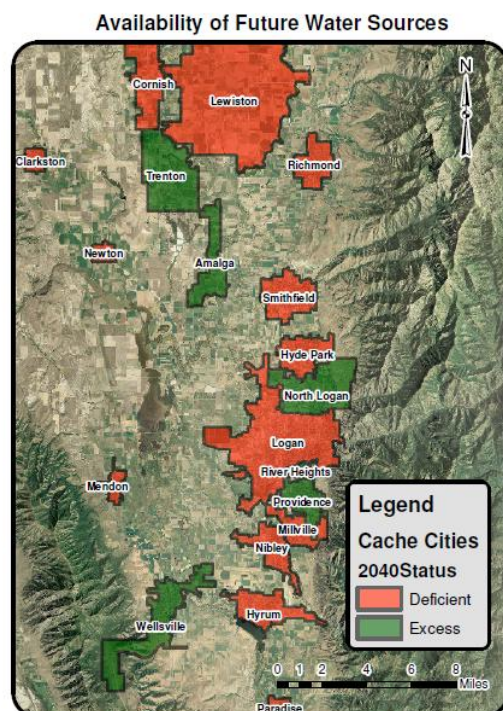 Availability of Future Water Sources
N
Cornish
Lewiston
Clarkston
Richmond
Trenton
Newton
Amalga
Smithfield
Hyde Park
North Logan
Logan
River Heights
Mendon
Providence
Millville
Nibley
Hyrum
Wellsville
Paradise
Legend
Cache Cities
2040Status
Deficient
Excess
0 1 2 4 6 8
Miles